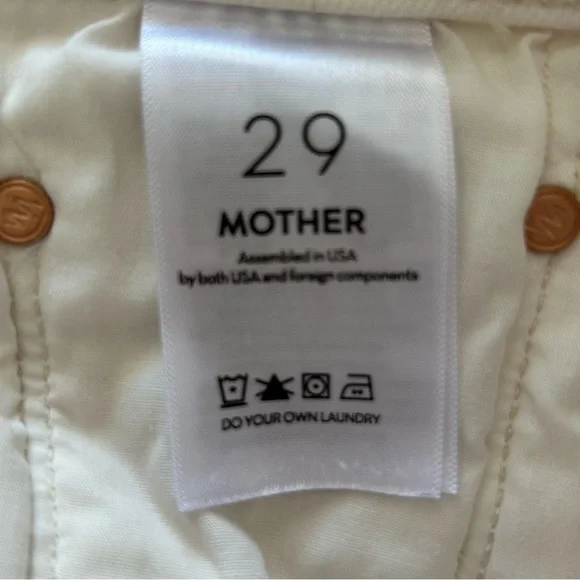 29
MOTHER
Assembled in USA
by both USA and foreign components
DO YOUR OWN LAUNDRY